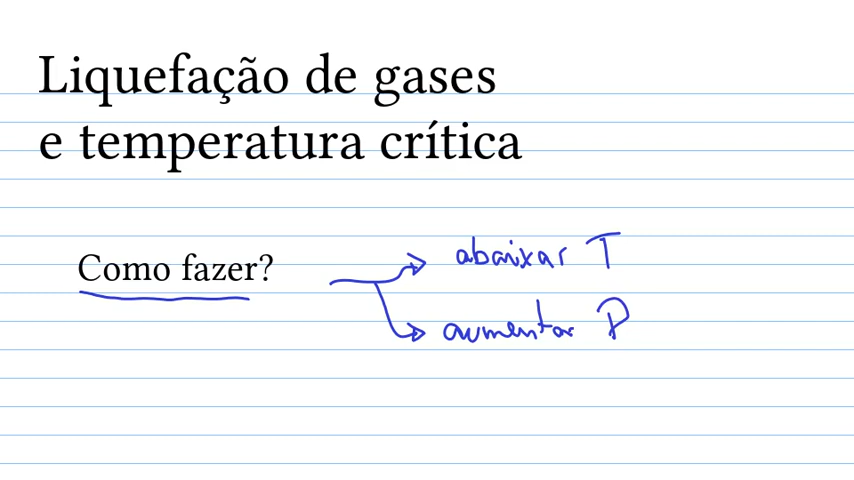 Liquefação de gases
e temperatura crítica
Como fazer?
abaixar T
aumentar P